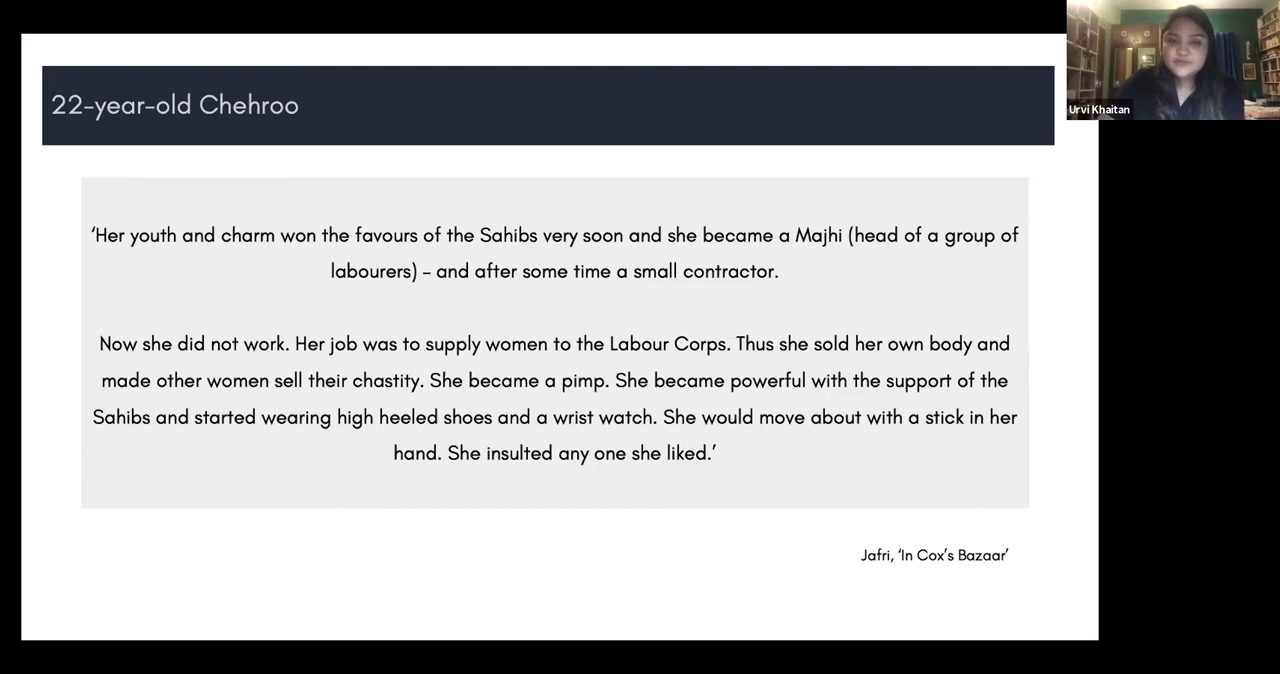 22-year-old Chehroo
Urvi Khaitan
‘Her youth and charm won the favours of the Sahibs very soon and she became a Majhi (head of a group of
labourers) – and after some time a small contractor.
Now she did not work. Her job was to supply women to the Labour Corps. Thus she sold her own body and
made other women sell their chastity. She became a pimp. She became powerful with the support of the
Sahibs and started wearing high heeled shoes and a wrist watch. She would move about with a stick in her
hand. She insulted any one she liked.’
Jafri, ‘In Cox’s Bazaar’